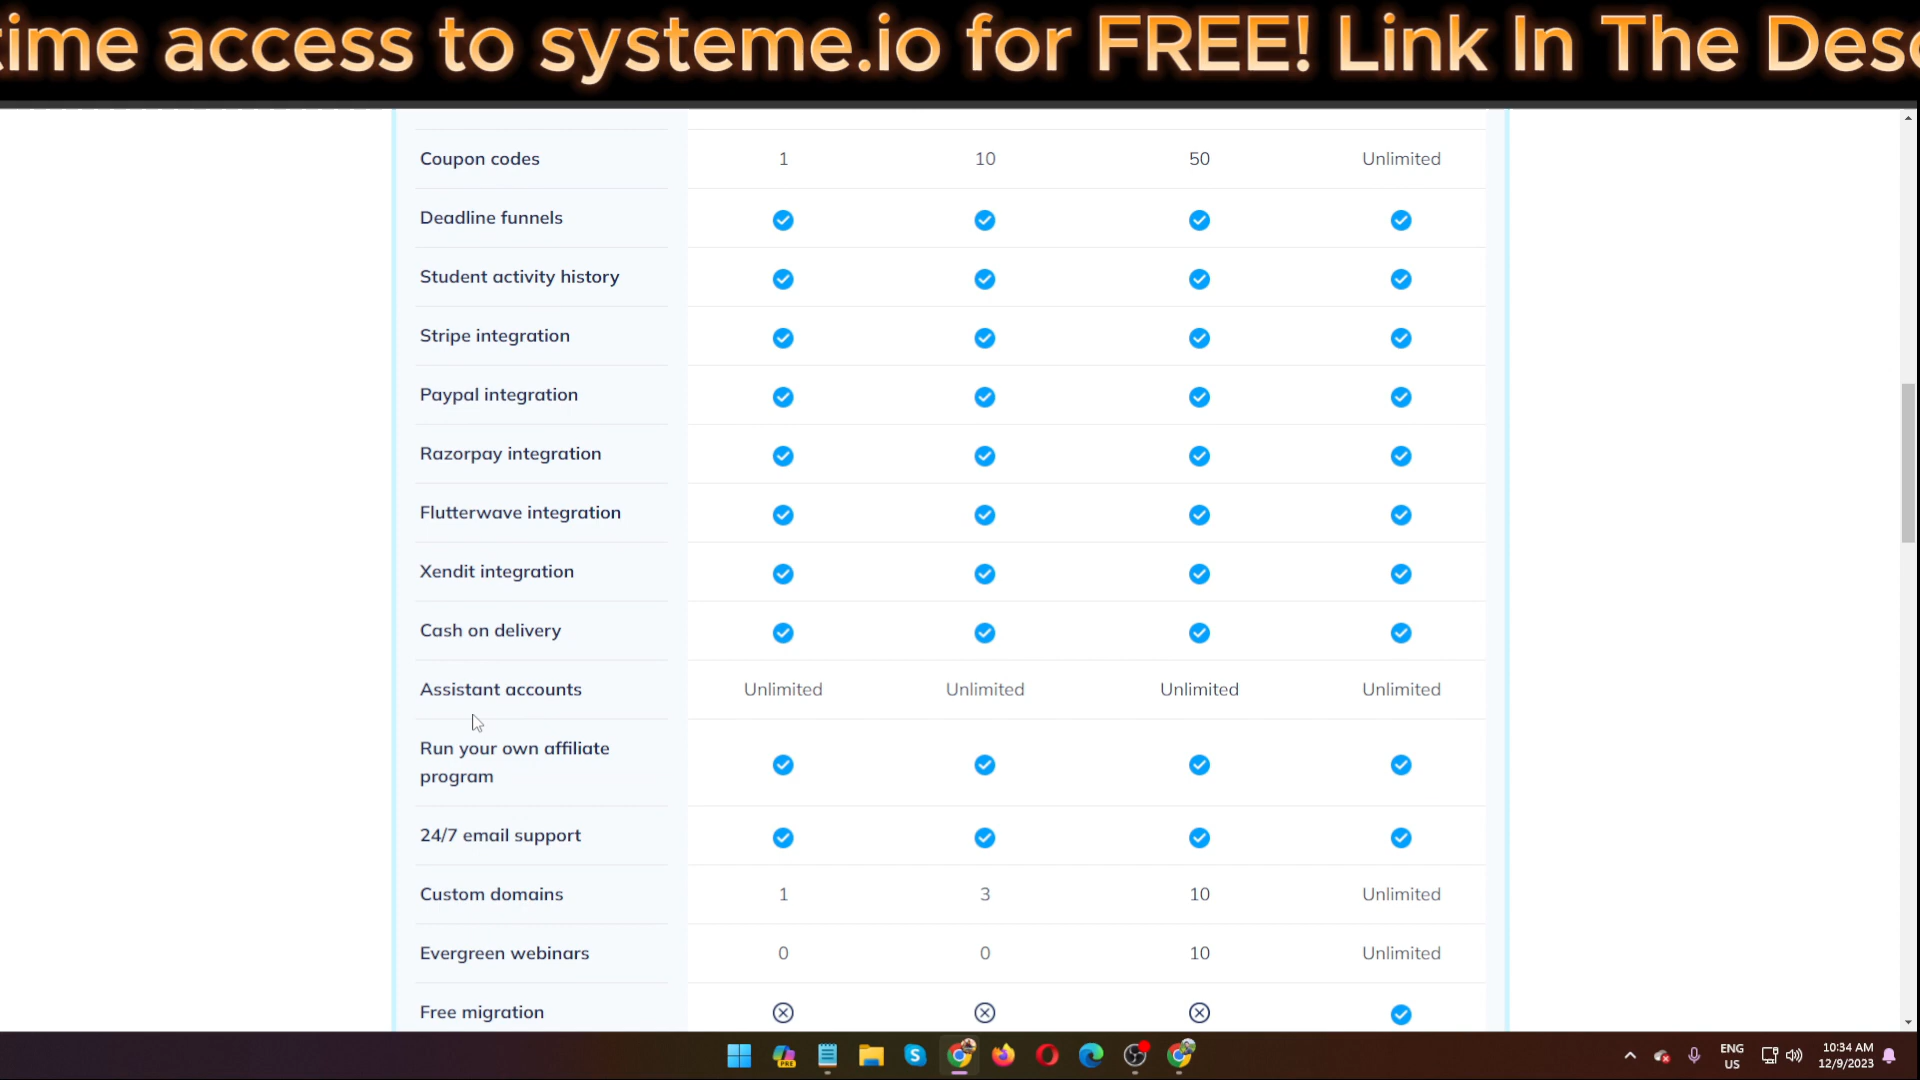 time access to systeme.io for FREE! Link In The Desc
Coupon codes 1 10 50 Unlimited
Deadline funnels
Student activity history
Stripe integration
Paypal integration
Razorpay integration
Flutterwave integration
Xendit integration
Cash on delivery
Assistant accounts Unlimited Unlimited Unlimited Unlimited
Run your own affiliate
program
24/7 email support
Custom domains 1 3 10 Unlimited
Evergreen webinars 0 0 10 Unlimited
Free migration
PRE
ENG
US
10:34 AM
12/9/2023